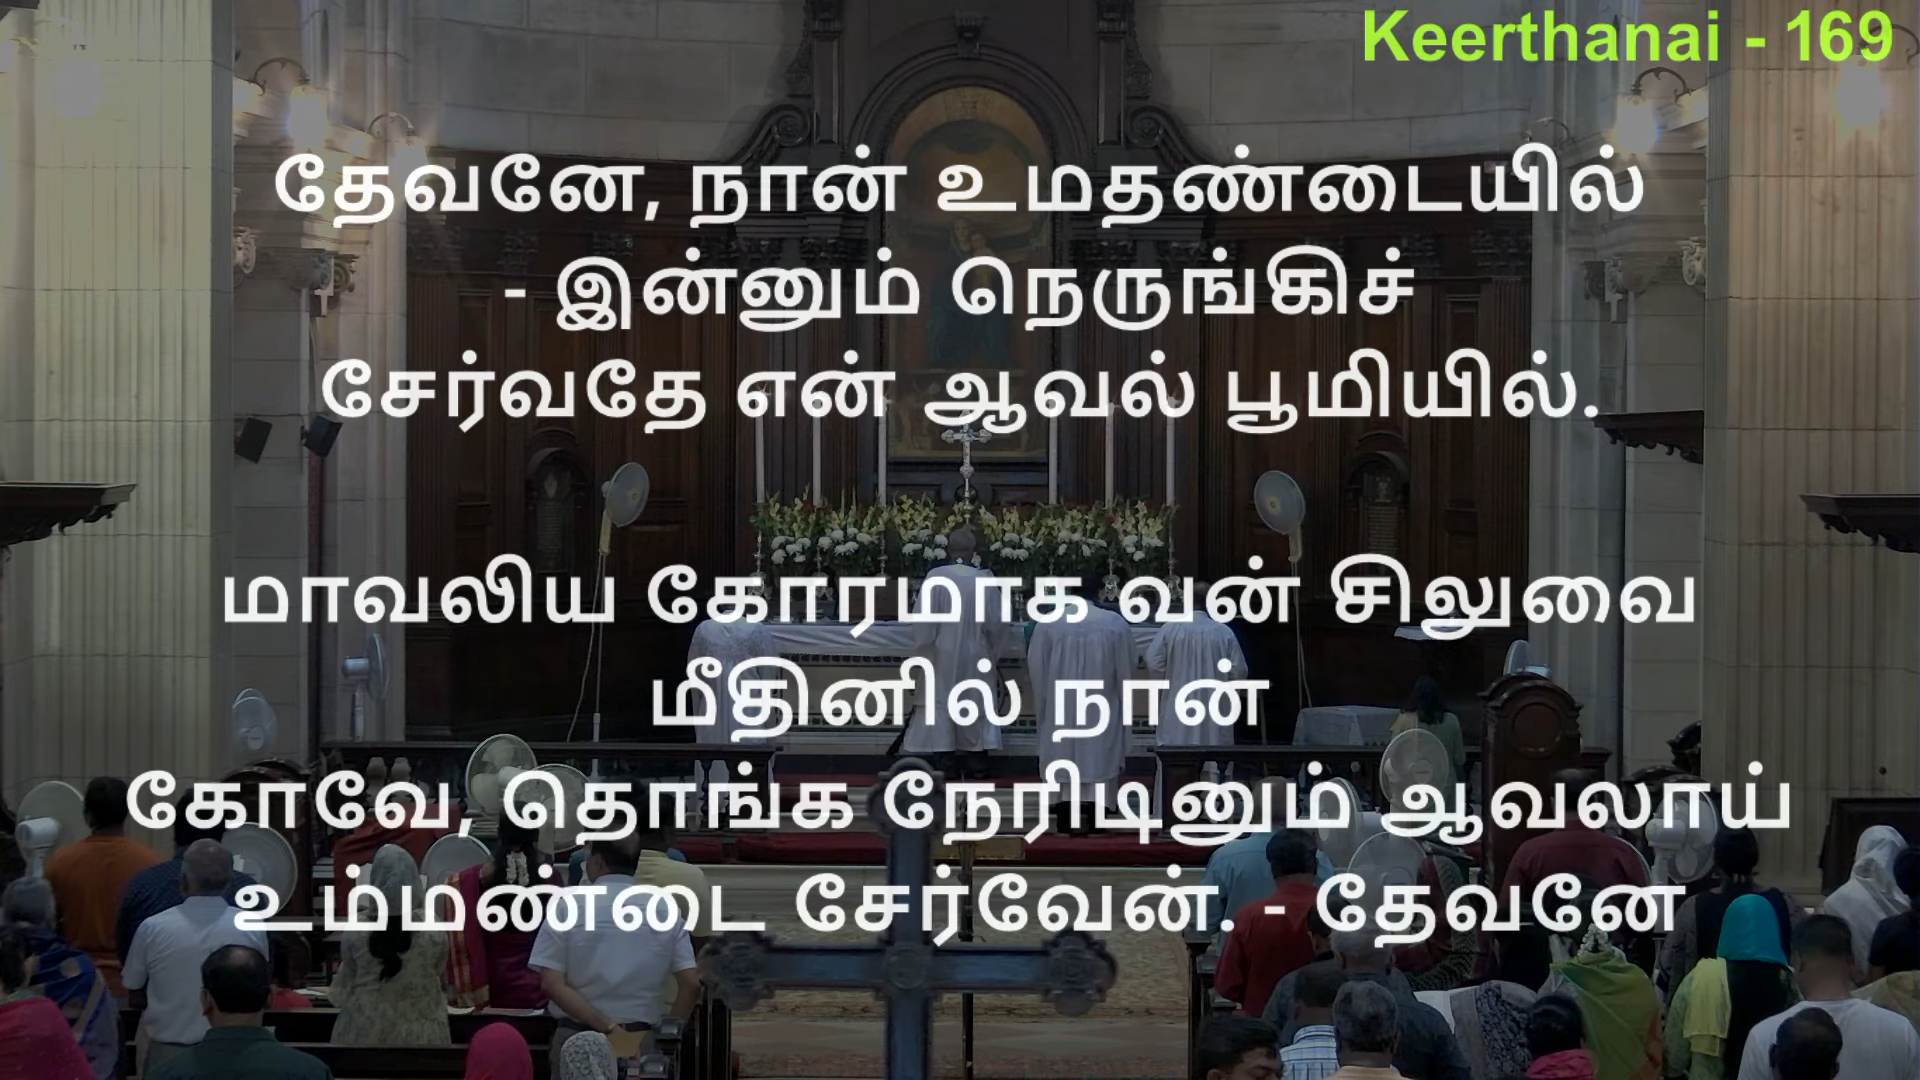 Keerthanai - 169
தேவனே, நான் உமதண்டையில்
- இன்னும் நெருங்கிச்
சேர்வதே என் ஆவல் பூமியில்.
மாவலிய கோரமாக வன் சிலுவை
மீதினில் நான்
கோவே, தொங்க நேரிடினும் ஆவலாய்
உம்மண்டை சேர்வேன். - தேவனே